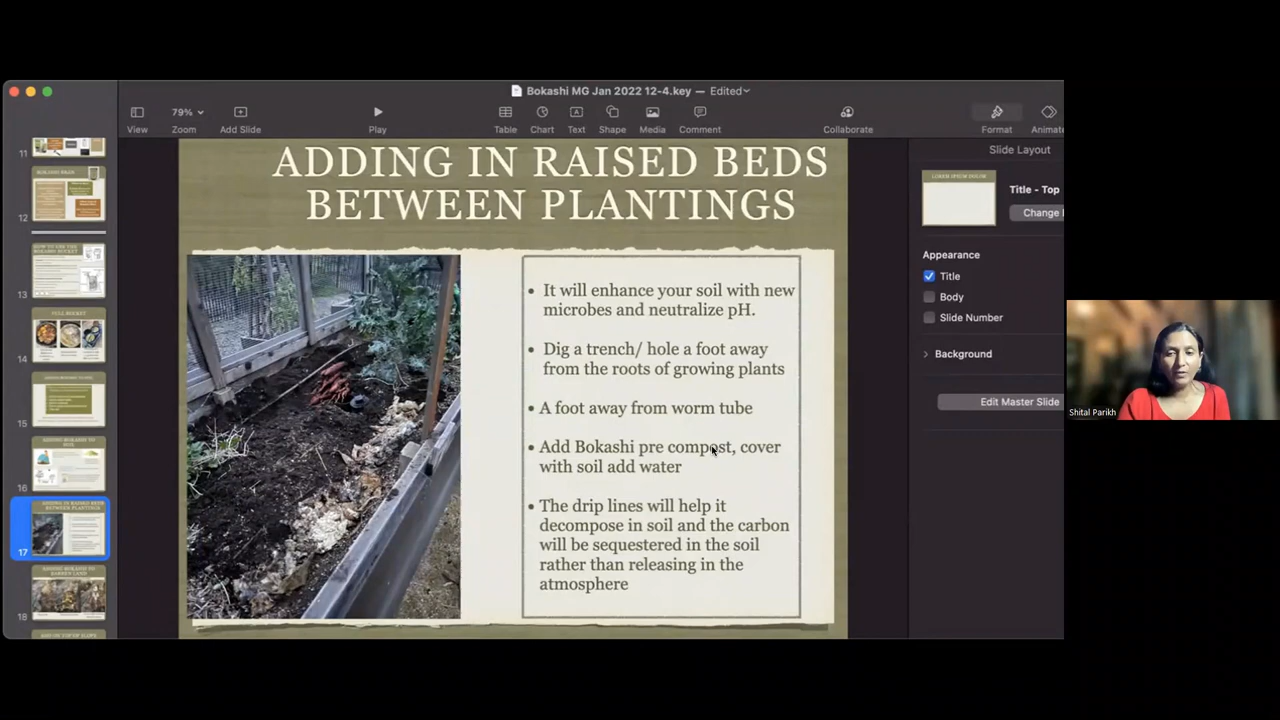 Bokashi MG Jan 2022 12-4.key — Edited
79%
View
Zoom
Add Slide
Play
Table
Chart
Text
Shape
Media
Comment
Collaborate
Format
Animate
11
12
13
14
15
16
17
18
ADDING IN RAISED BEDS
BETWEEN PLANTINGS
• It will enhance your soil with new
microbes and neutralize pH.
• Dig a trench/ hole a foot away
from the roots of growing plants
• A foot away from worm tube
• Add Bokashi pre compost, cover
with soil add water
• The drip lines will help it
decompose in soil and the carbon
will be sequestered in the soil
rather than releasing in the
atmosphere
Slide Layout
LOREM IPSUM DOLOR
Title - Top
Change
Appearance
Title
Body
Slide Number
Background
Edit Master Slide
Shital Parikh